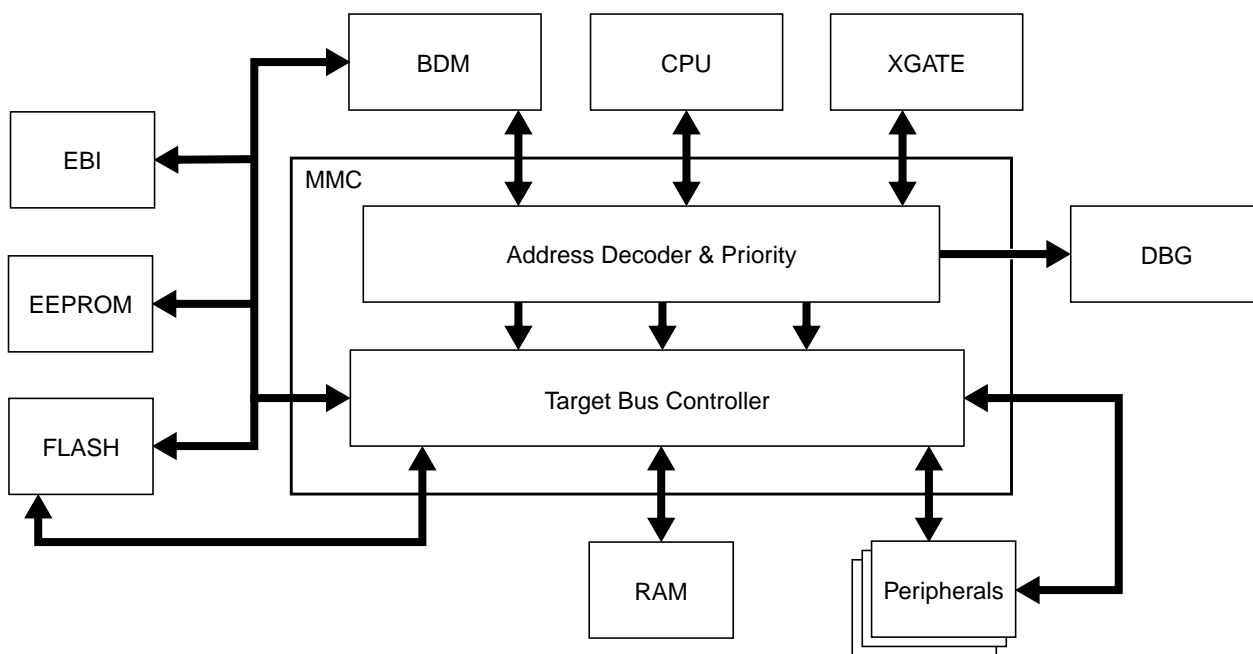 BDM
CPU
XGATE
EBI
MMC
Address Decoder & Priority
DBG
EEPROM
Target Bus Controller
FLASH
RAM
Peripherals